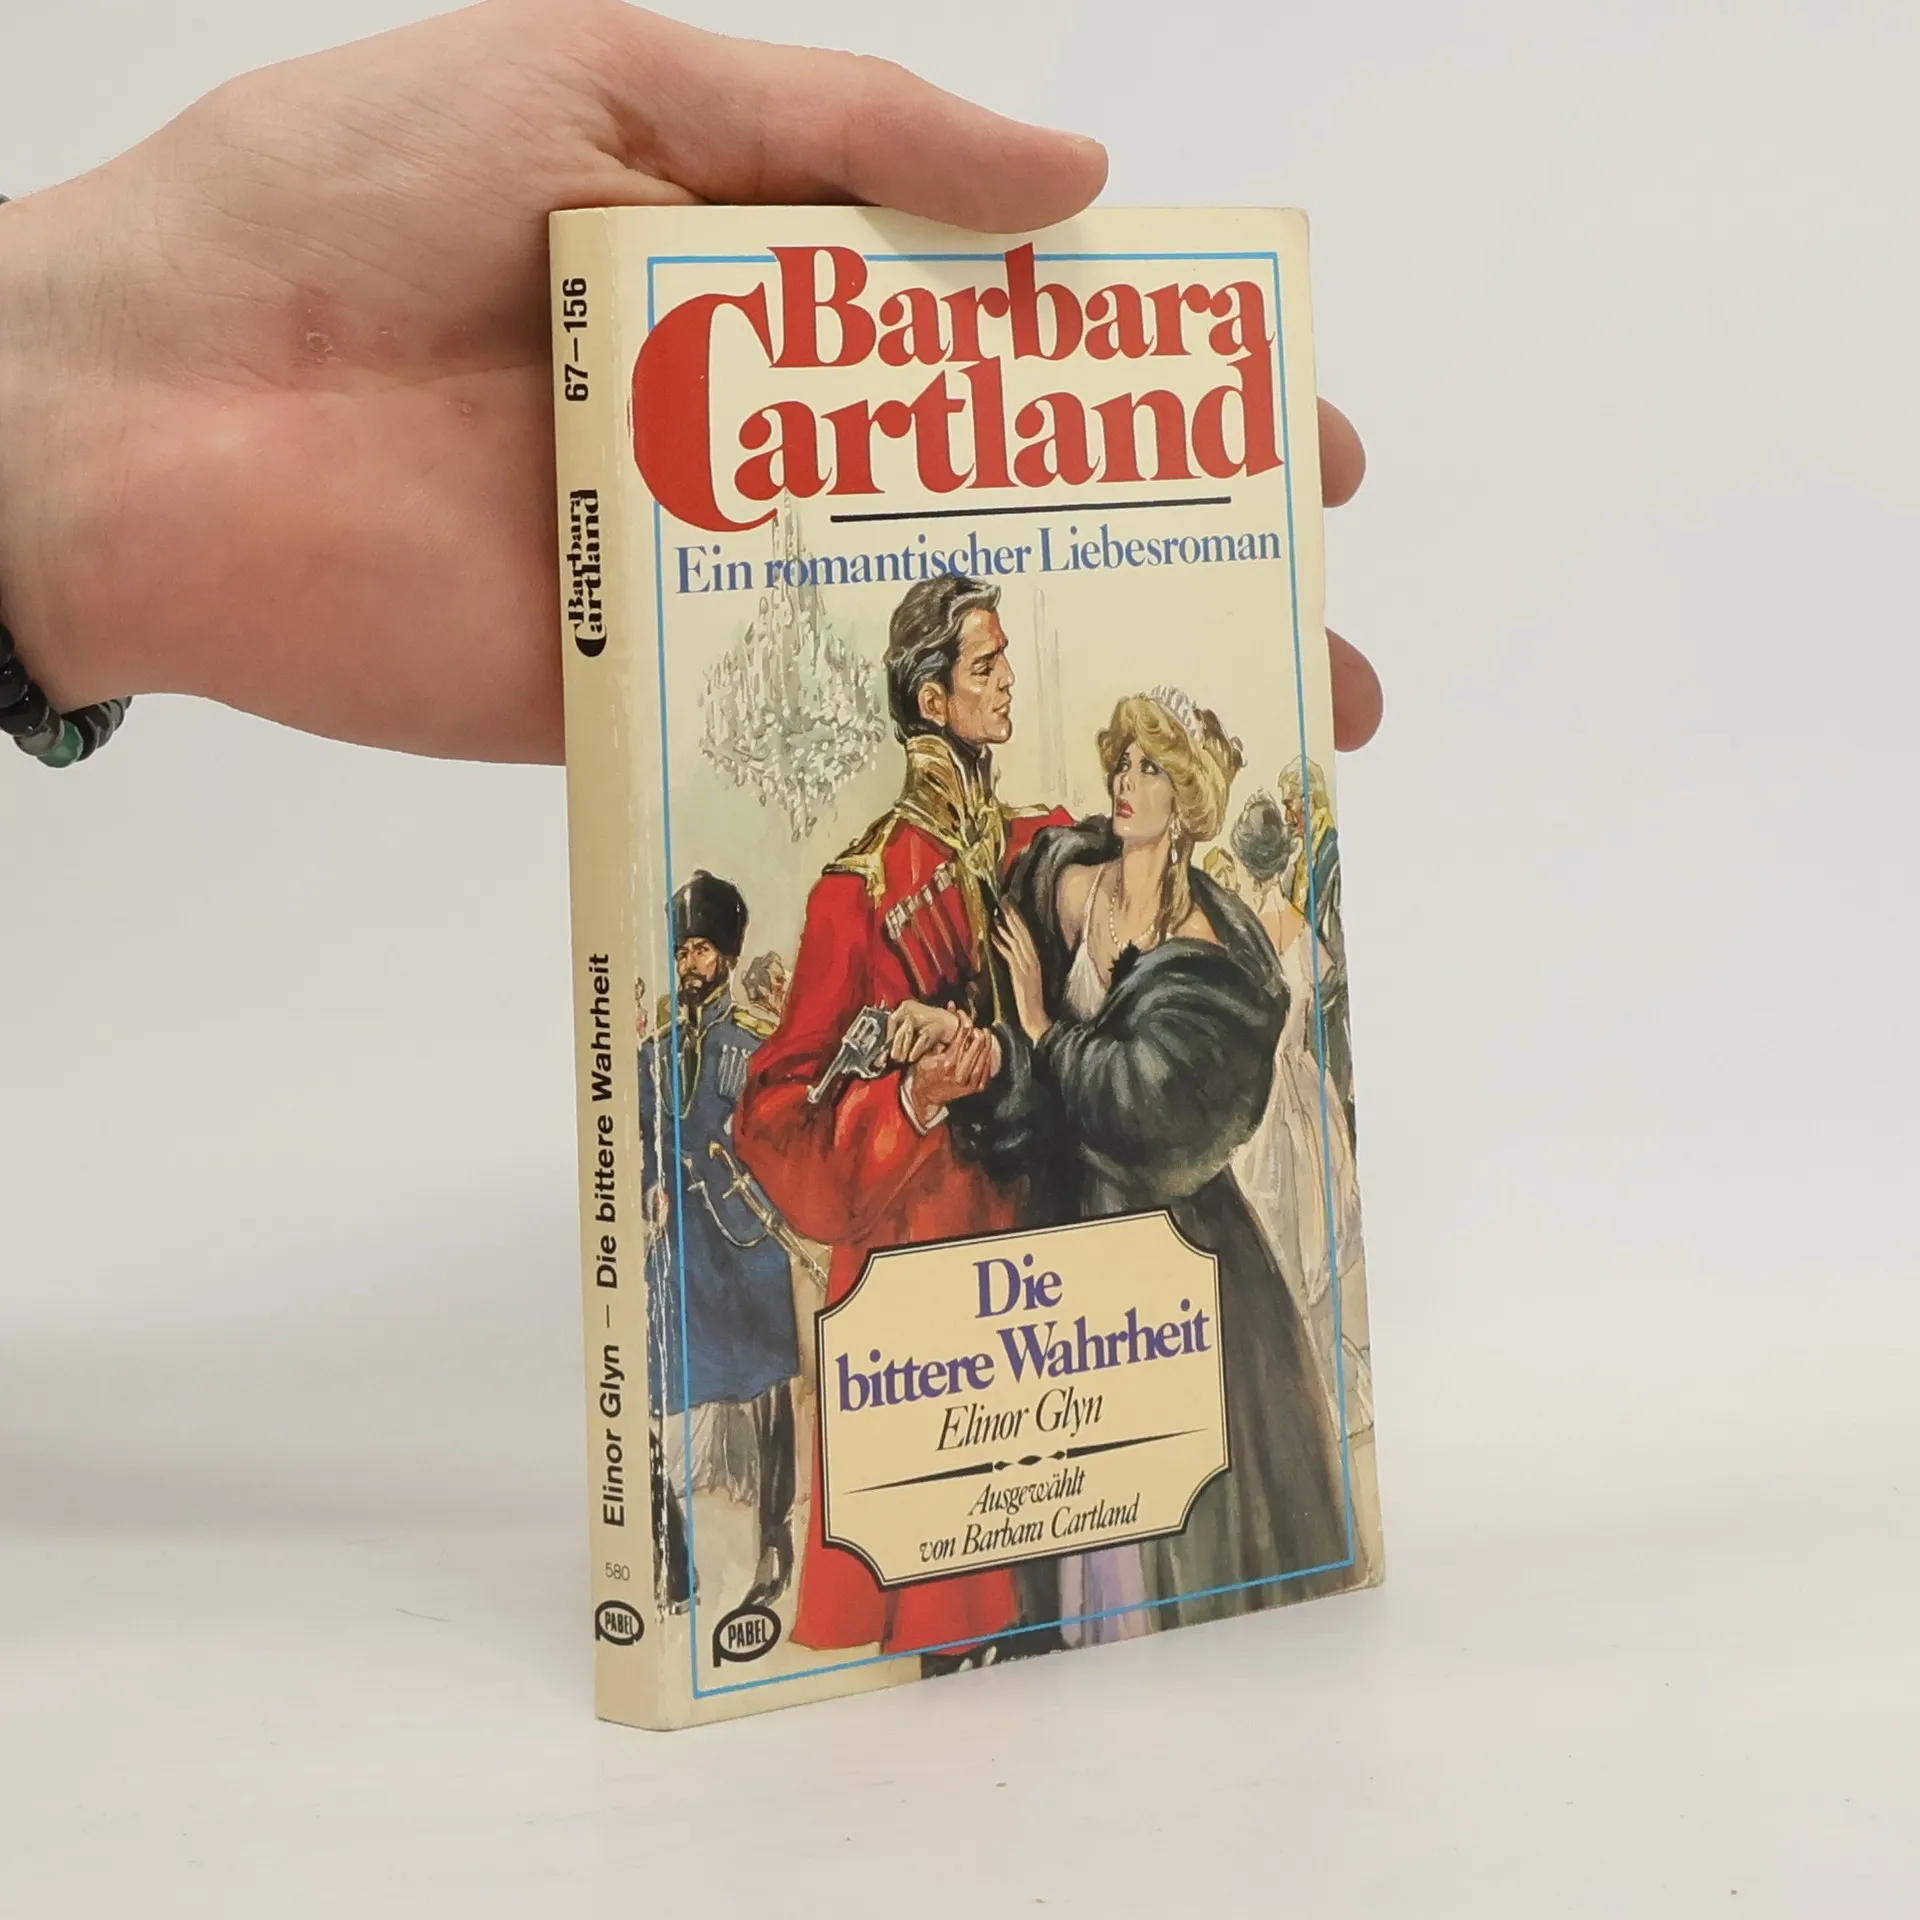 Barbara
Cartland
Ein romantischer Liebesroman
Die
bittere Wahrheit
Elinor Glyn
Ausgewählt
von Barbara Cartland
PABEL
67–156
Barbara
Cartland
Elinor Glyn — Die bittere Wahrheit
580
PABEL